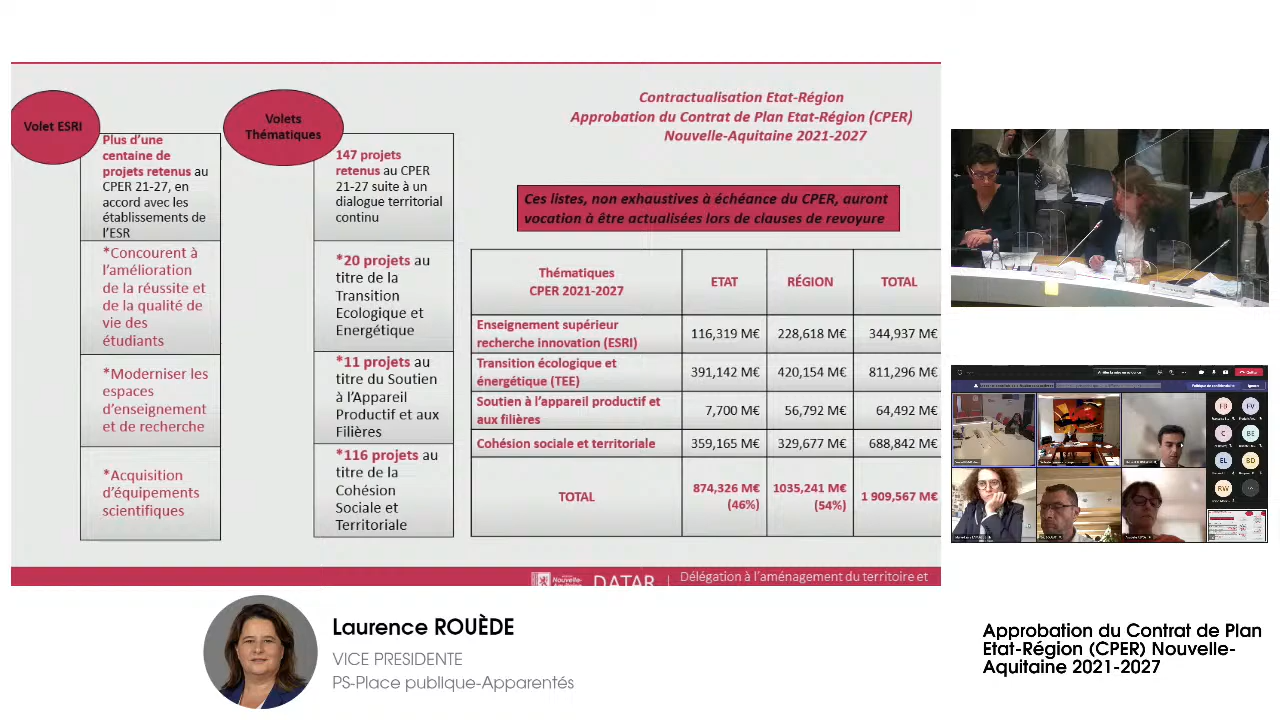 Volet ESRI
Plus d'une
centaine de
projets retenus au
CPER 21-27, en
accord avec les
établissements de
l'ESR
*Concourent à
l'amélioration
de la réussite et
de la qualité de
vie des
étudiants
*Moderniser les
espaces
d'enseignement
et de recherche
*Acquisition
d'équipements
scientifiques
Volets
Thématiques
147 projets
retenus au CPER
21-27 suite à un
dialogue territorial
continu
*20 projets au
titre de la
Transition
Ecologique et
Energétique
*11 projets au
titre du Soutien
à l'Appareil
Productif et aux
Filières
*116 projets au
titre de la
Cohésion
Sociale et
Territoriale
Contractualisation Etat-Région
Approbation du Contrat de Plan Etat-Région (CPER)
Nouvelle-Aquitaine 2021-2027
Ces listes, non exhaustives à échéance du CPER, auront
vocation à être actualisées lors de clauses de revoyure
Thématiques
CPER 2021-2027 ETAT RÉGION TOTAL
Enseignement supérieur
recherche innovation (ESRI) 116,319 M€ 228,618 M€ 344,937 M€
Transition écologique et
énergétique (TEE) 391,142 M€ 420,154 M€ 811,296 M€
Soutien à l'appareil productif et
aux filières 7,700 M€ 56,792 M€ 64,492 M€
Cohésion sociale et territoriale 359,165 M€ 329,677 M€ 688,842 M€
TOTAL 874,326 M€ 1035,241 M€ 1 909,567 M€
(46%) (54%)
Nouvelle-
DATAR
Délégation à l'aménagement du territoire et
FB
FV
C
BE
EL
BD
RW
Laurence ROUÈDE
VICE PRESIDENTE
PS-Place publique-Apparentés
Approbation du Contrat de Plan
Etat-Région (CPER) Nouvelle-
Aquitaine 2021-2027